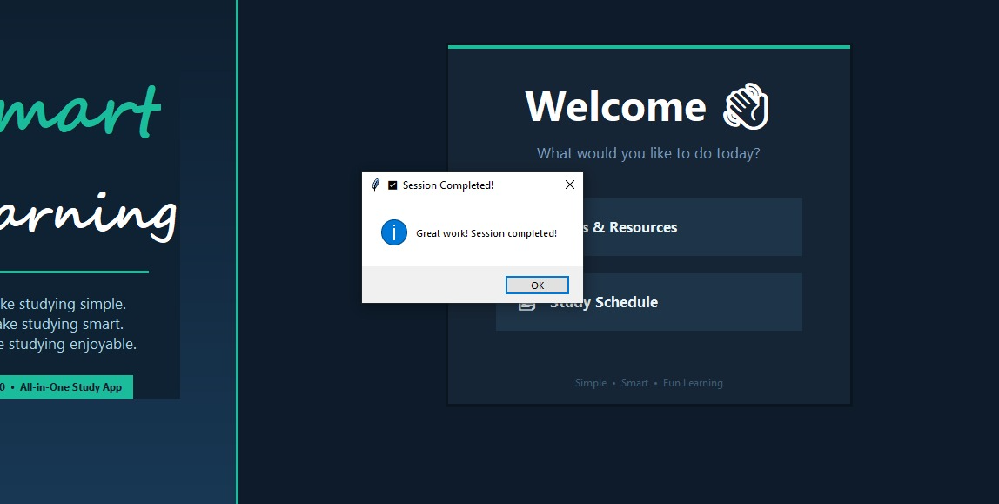 mart
arning
ke studying simple.
ake studying smart.
e studying enjoyable.
0 • All-in-One Study App
Welcome
What would you like to do today?
Session Completed!
Great work! Session completed!
OK
s & Resources
Study Schedule
Simple • Smart • Fun Learning